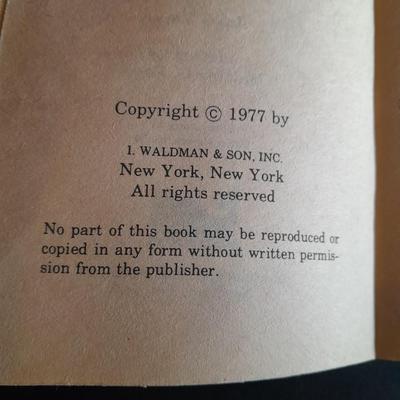 Copyright © 1977 by
I. WALDMAN & SON, INC.
New York, New York
All rights reserved
No part of this book may be reproduced or
copied in any form without written permis-
sion from the publisher.